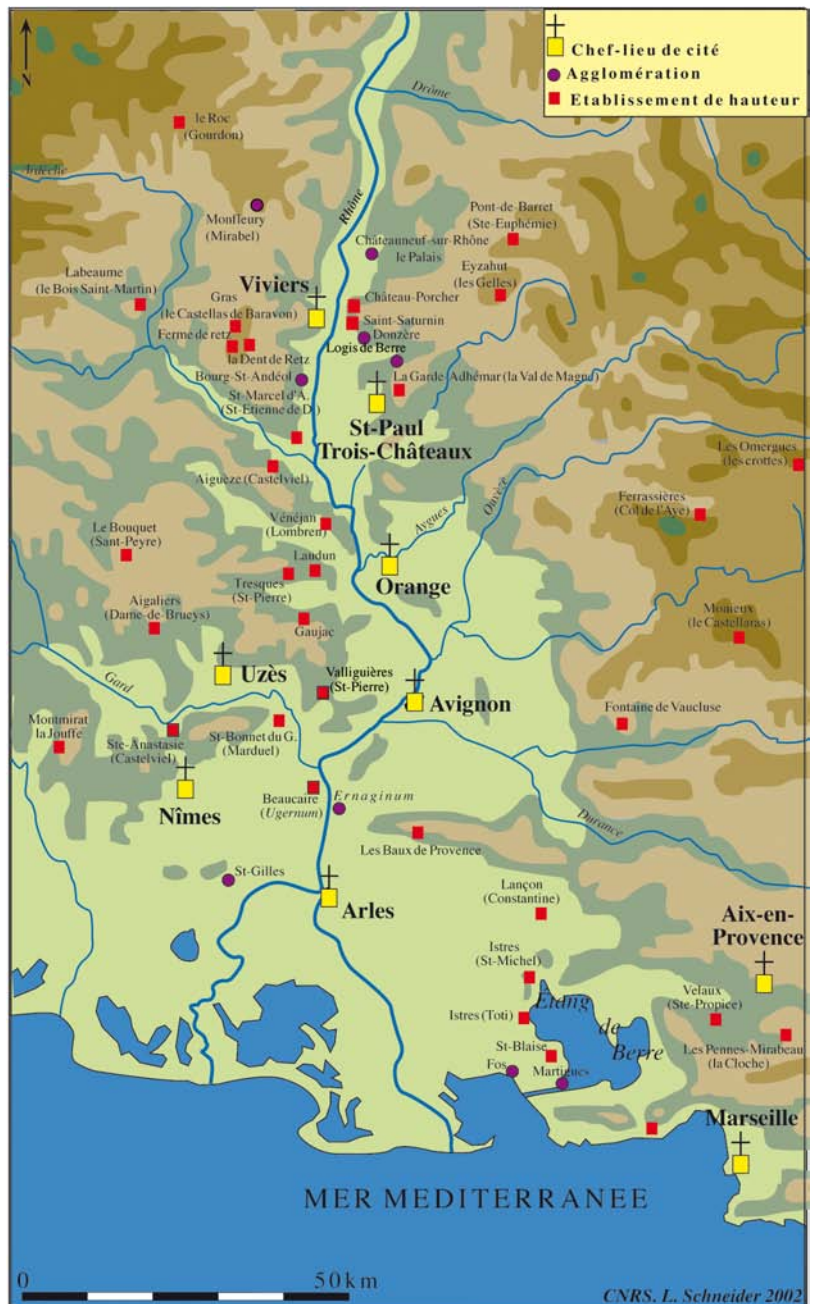 Chef-lieu de cité
Agglomération
Etablissement de hauteur
N
Drôme
le Roc
(Gourdon)
Ardèche
Rhône
Monfleury
(Mirabel)
Pont-de-Barret
(Ste-Euphémie)
Châteauneuf-sur-Rhône
le Palais
Eyzahut
(les Gelles)
Labeaume
(le Bois Saint-Martin)
Viviers
Gras
(le Castellas de Baravon)
Château-Porcher
Saint-Saturnin
Donzère
Ferme de retz
la Dent de Retz
Logis de Berre
Bourg-St-Andéol
La Garde-Adhémar (la Val de Magne)
St-Marcel d'A.
(St-Etienne de D.)
St-Paul
Trois-Châteaux
Aiguèze (Castelviel)
Les Omergues
(les crottes)
Ouvèze
Ferrassières
(Col de l'Aye)
Vénéjan
(Lombren)
Aygues
Le Bouquet
(Sant-Peyre)
Laudun
Tresques
(St-Pierre)
Orange
Aigaliers
(Dame-de-Brueys)
Gaujac
Monieux
(le Castellaras)
Uzès
Valliguières
(St-Pierre)
Gard
Avignon
Fontaine de Vaucluse
Montmirat
la Jouffe
Ste-Anastasie
(Castelviel)
St-Bonnet du G.
(Marduel)
Nîmes
Beaucaire
(Ugernum)
Ernaginum
Durance
Les Baux de Provence
St-Gilles
Arles
Lançon
(Constantine)
Aix-en-
Provence
Istres
(St-Michel)
Etang
de
Berre
Istres (Toti)
Velaux
(Ste-Propice)
St-Blaise
Les Pennes-Mirabeau
(la Cloche)
Fos
Martigues
Marseille
MER MEDITERRANEE
0
50 km
CNRS. L. Schneider 2002